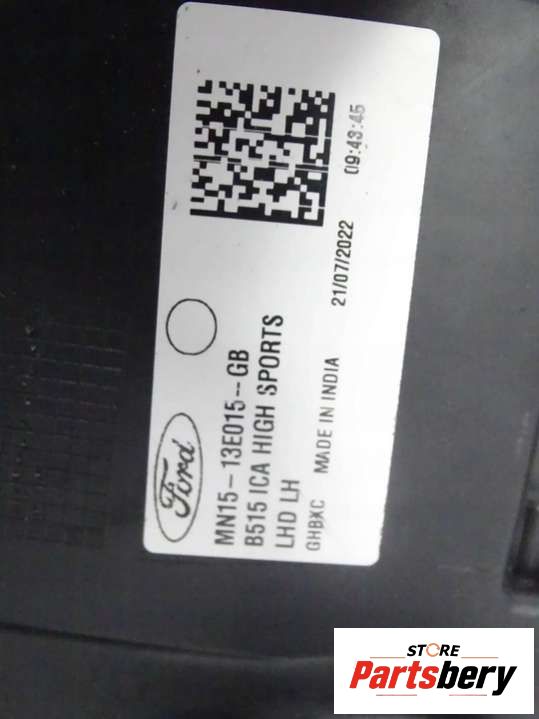 Ford
MN15-13E015--GB
B515 ICA HIGH SPORTS
LHD LH
GHBXC MADE IN INDIA 21/07/2022 09:43:45
STORE
Partsbery